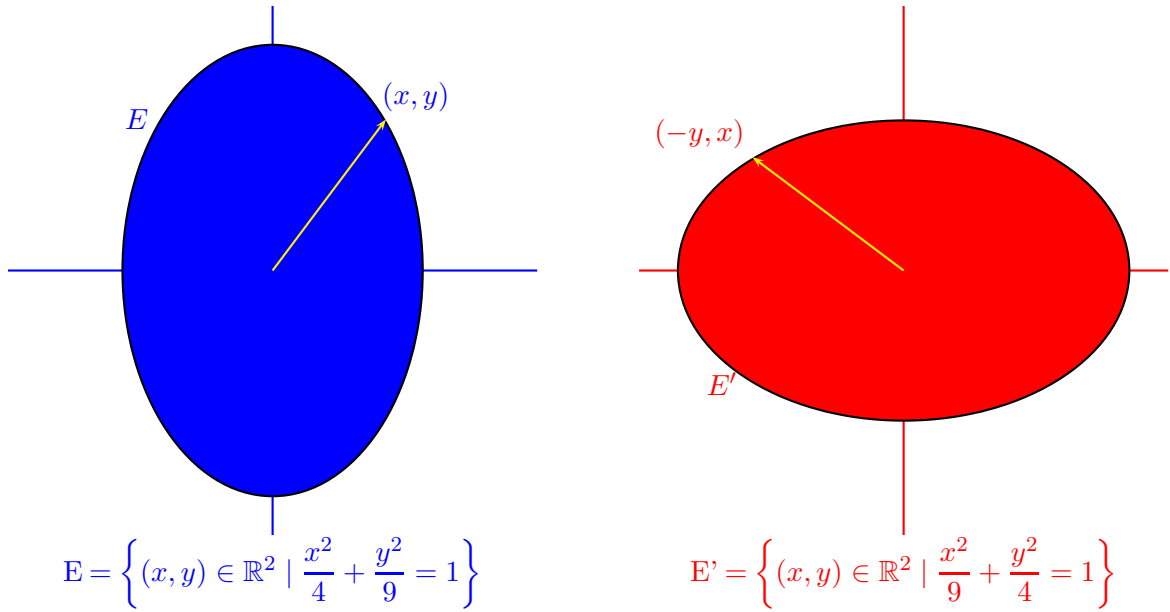 (x, y)
E
(−y, x)
E′
E = {(x, y) ∈ ℝ² | x²/4 + y²/9 = 1}
E' = {(x, y) ∈ ℝ² | x²/9 + y²/4 = 1}